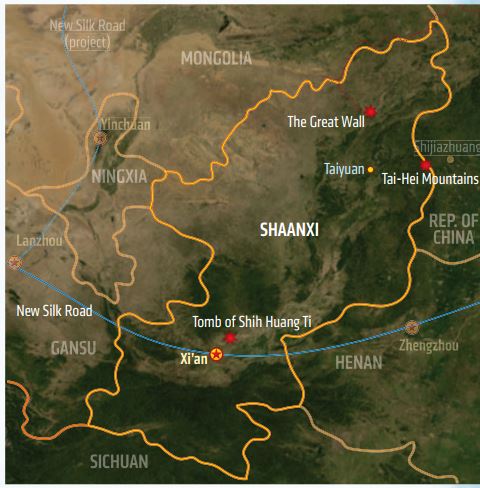 New Silk Road
(project)
MONGOLIA
The Great Wall
Yinchuan
Shijiazhuang
Taiyuan
Tai-Hei Mountains
NINGXIA
SHAANXI
REP. OF
CHINA
Lanzhou
New Silk Road
Tomb of Shih Huang Ti
GANSU
Xi'an
HENAN
Zhengzhou
SICHUAN